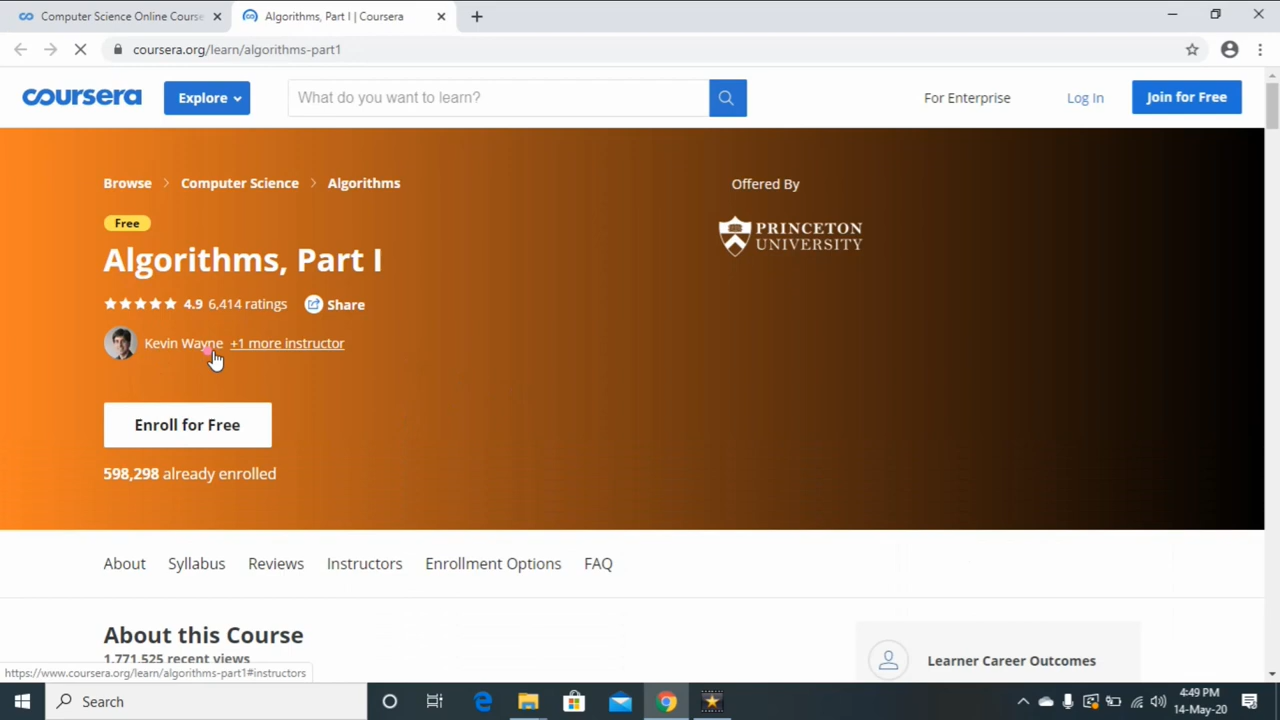 Computer Science Online Course
Algorithms, Part I | Coursera
coursera.org/learn/algorithms-part1
coursera
Explore
What do you want to learn?
For Enterprise
Log In
Join for Free
Browse > Computer Science > Algorithms
Offered By
Free
PRINCETON
UNIVERSITY
Algorithms, Part I
4.9 6,414 ratings
Share
Kevin Wayne +1 more instructor
Enroll for Free
598,298 already enrolled
About
Syllabus
Reviews
Instructors
Enrollment Options
FAQ
About this Course
1,771,525 recent views
Learner Career Outcomes
https://www.coursera.org/learn/algorithms-part1#instructors
Search
4:49 PM
14-May-20